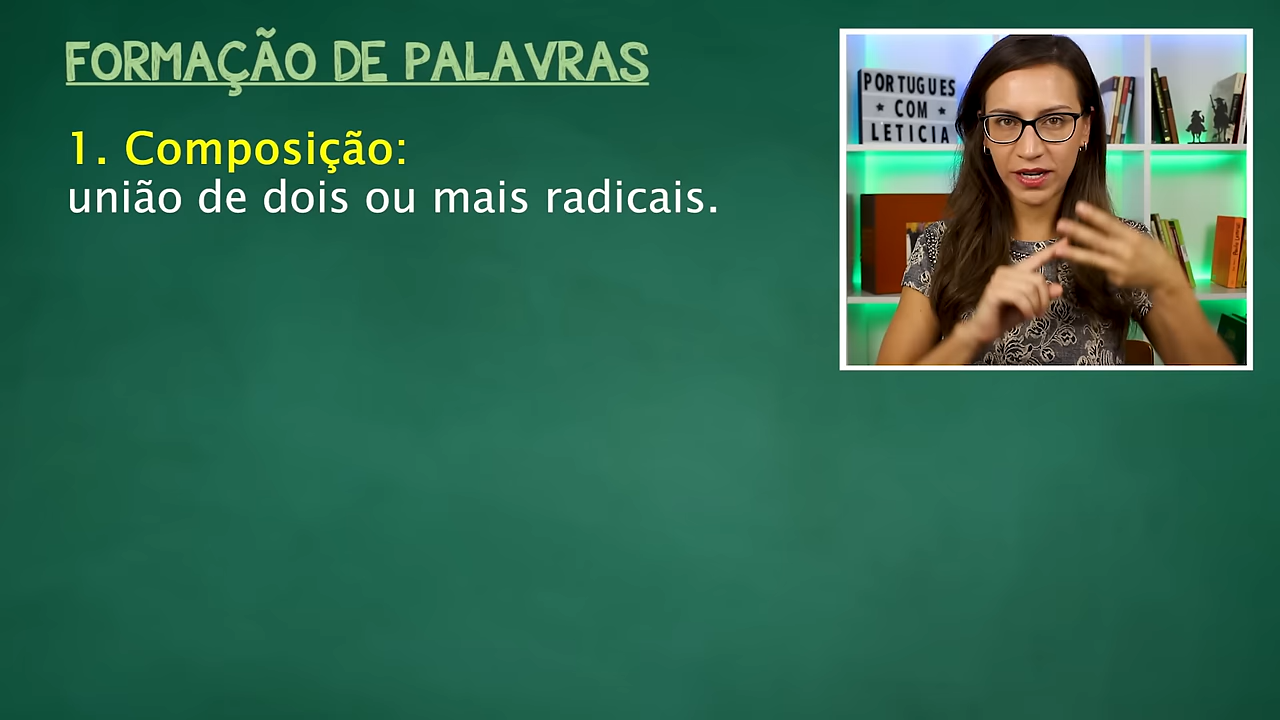 FORMAÇÃO DE PALAVRAS
1. Composição:
união de dois ou mais radicais.
PORTUGUES
COM
LETICIA